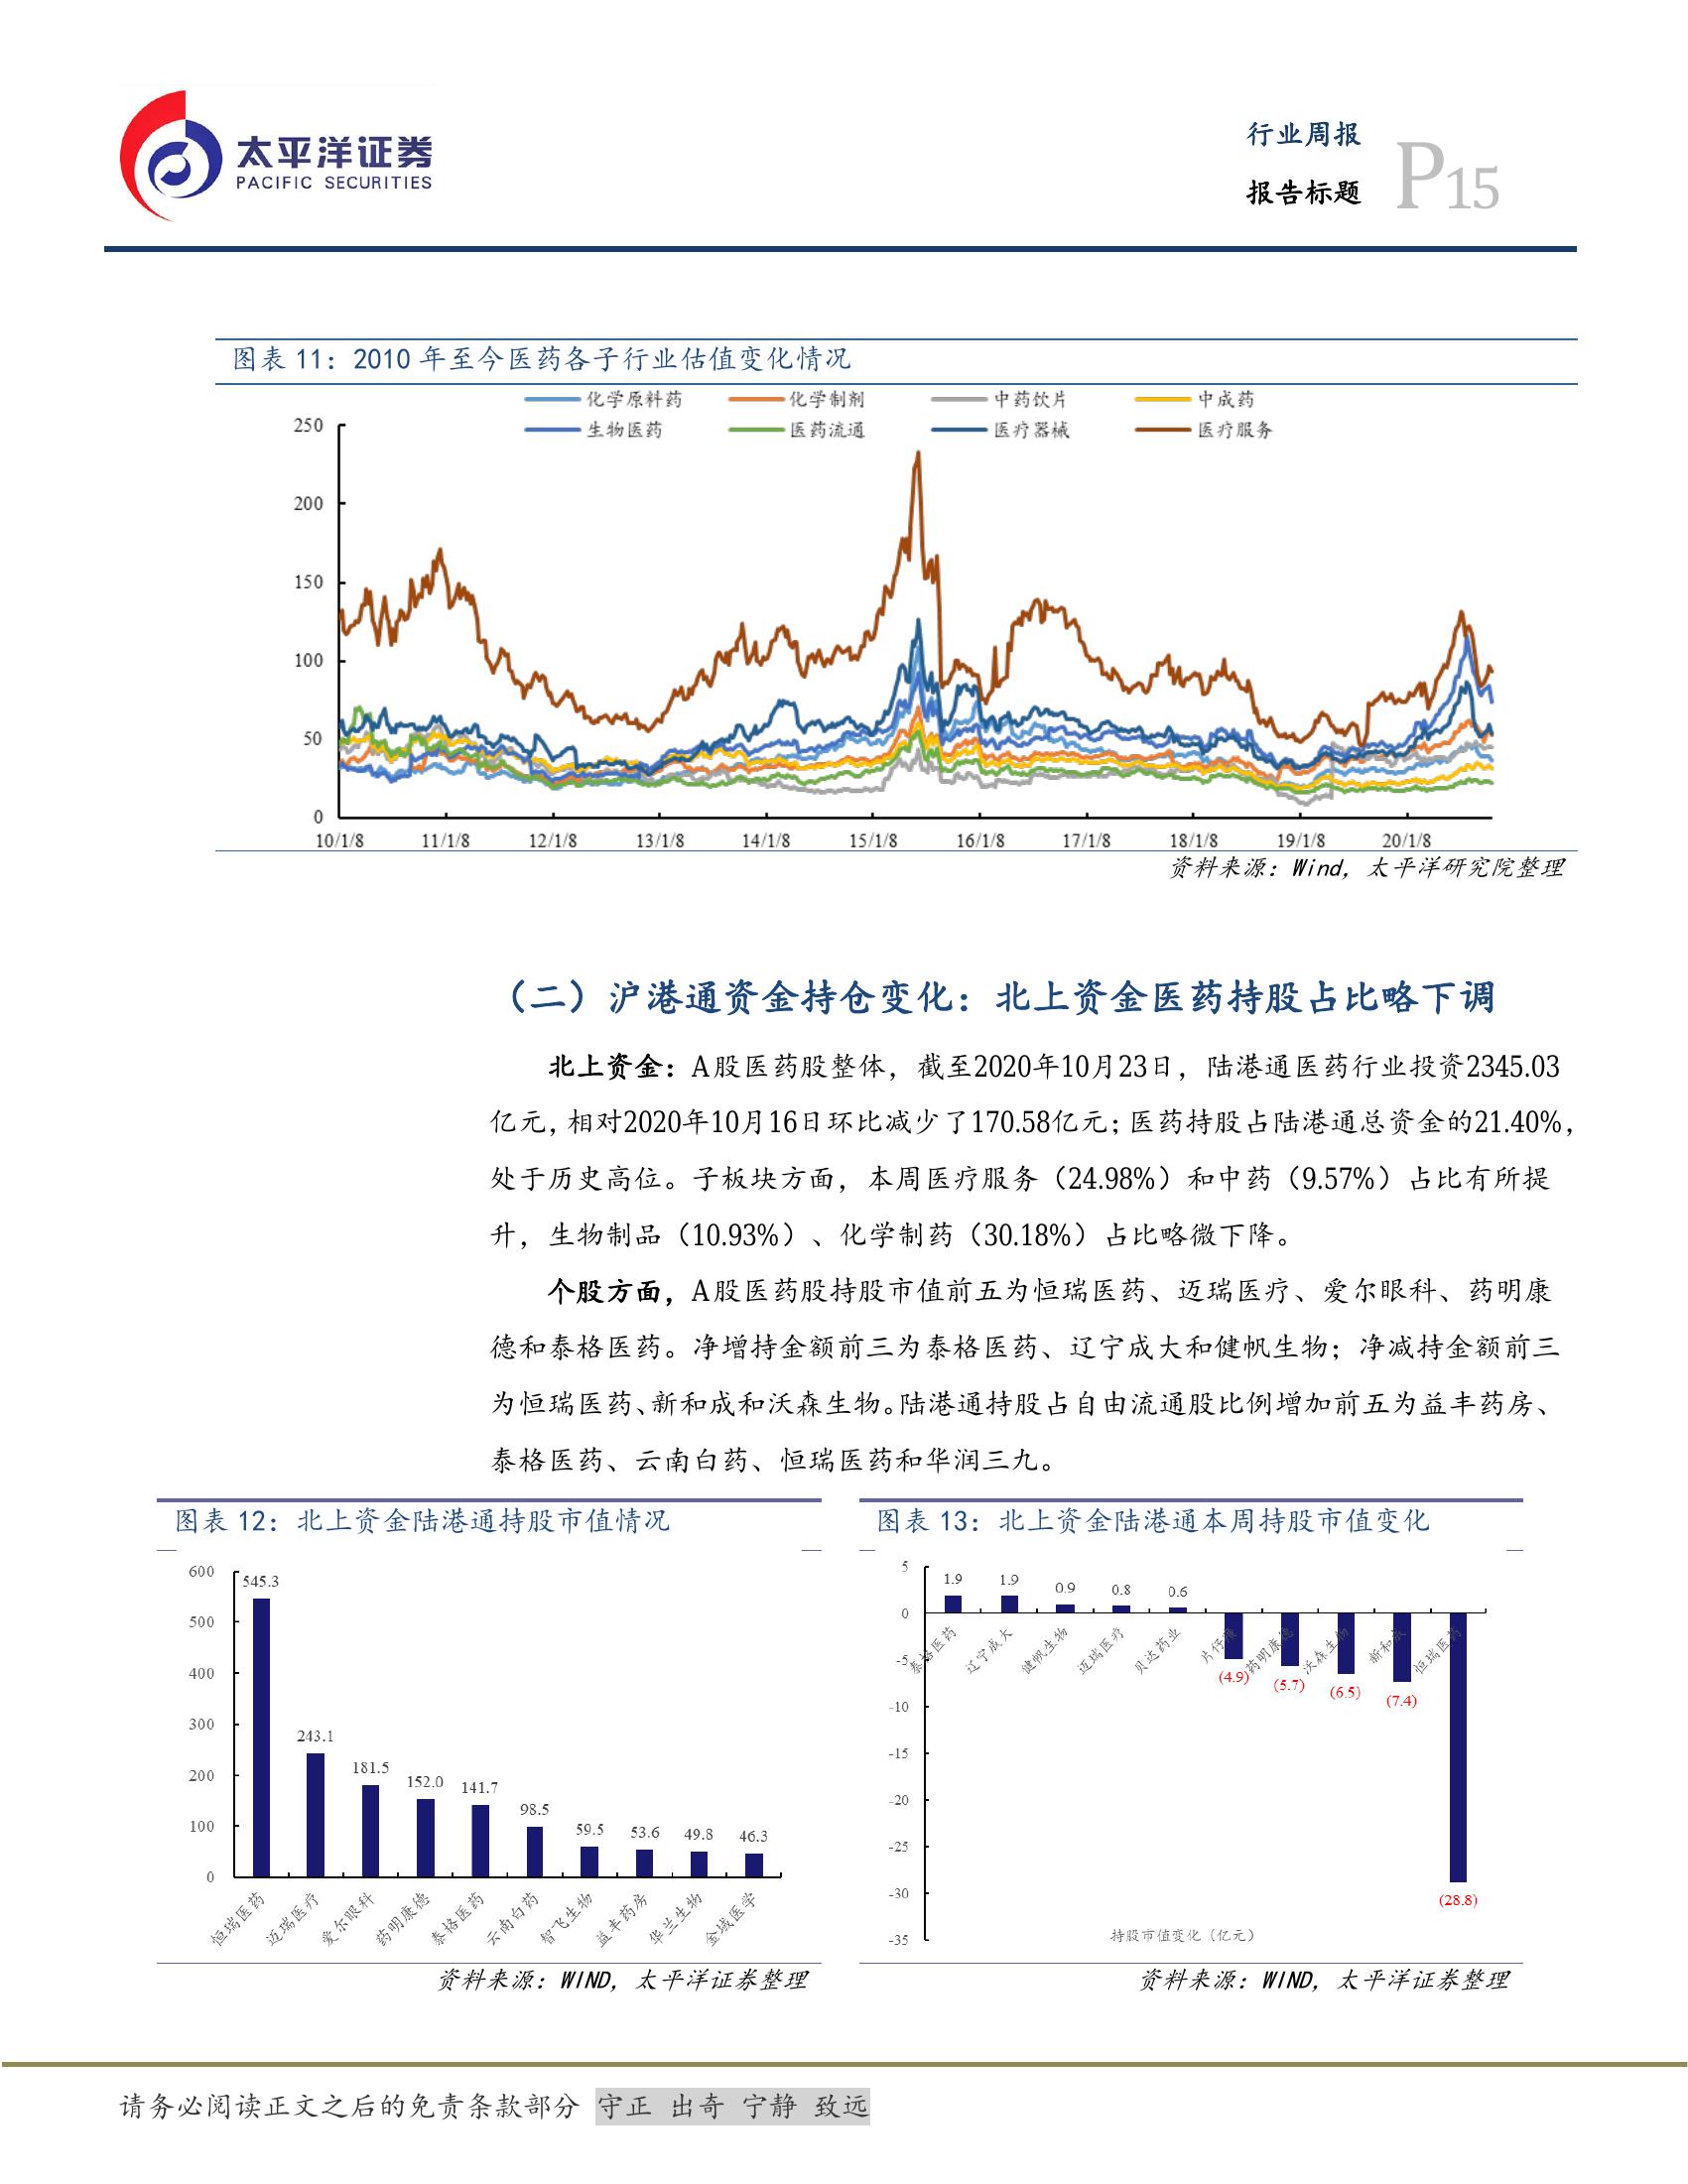 太平洋证券
PACIFIC SECURITIES
行业周报
报告标题
P15
图表 11：2010 年至今医药各子行业估值变化情况
化学原料药 化学制剂 中药饮片 中成药
生物医药 医药流通 医疗器械 医疗服务
250
200
150
100
50
0
10/1/8 11/1/8 12/1/8 13/1/8 14/1/8 15/1/8 16/1/8 17/1/8 18/1/8 19/1/8 20/1/8
资料来源：Wind，太平洋研究院整理
（二）沪港通资金持仓变化：北上资金医药持股占比略下调
北上资金：A股医药股整体，截至2020年10月23日，陆港通医药行业投资2345.03
亿元，相对2020年10月16日环比减少了170.58亿元；医药持股占陆港通总资金的21.40%，
处于历史高位。子板块方面，本周医疗服务（24.98%）和中药（9.57%）占比有所提
升，生物制品（10.93%）、化学制药（30.18%）占比略微下降。
个股方面，A股医药股持股市值前五为恒瑞医药、迈瑞医疗、爱尔眼科、药明康
德和泰格医药。净增持金额前三为泰格医药、辽宁成大和健帆生物；净减持金额前三
为恒瑞医药、新和成和沃森生物。陆港通持股占自由流通股比例增加前五为益丰药房、
泰格医药、云南白药、恒瑞医药和华润三九。
图表 12：北上资金陆港通持股市值情况
600
500
400
300
200
100
0
545.3 243.1 181.5 152.0 141.7 98.5 59.5 53.6 49.8 46.3
恒瑞医药 迈瑞医疗 爱尔眼科 药明康德 泰格医药 云南白药 智飞生物 益丰药房 华兰生物 金域医学
资料来源：WIND，太平洋证券整理
图表 13：北上资金陆港通本周持股市值变化
5
0
-5
-10
-15
-20
-25
-30
-35
1.9 1.9 0.9 0.8 0.6
泰格医药 辽宁成大 健帆生物 迈瑞医疗 贝达药业 片仔癀 药明康德 沃森生物 新和成 恒瑞医药
(4.9) (5.7) (6.5) (7.4) (28.8)
持股市值变化（亿元）
资料来源：WIND，太平洋证券整理
请务必阅读正文之后的免责条款部分 守正 出奇 宁静 致远